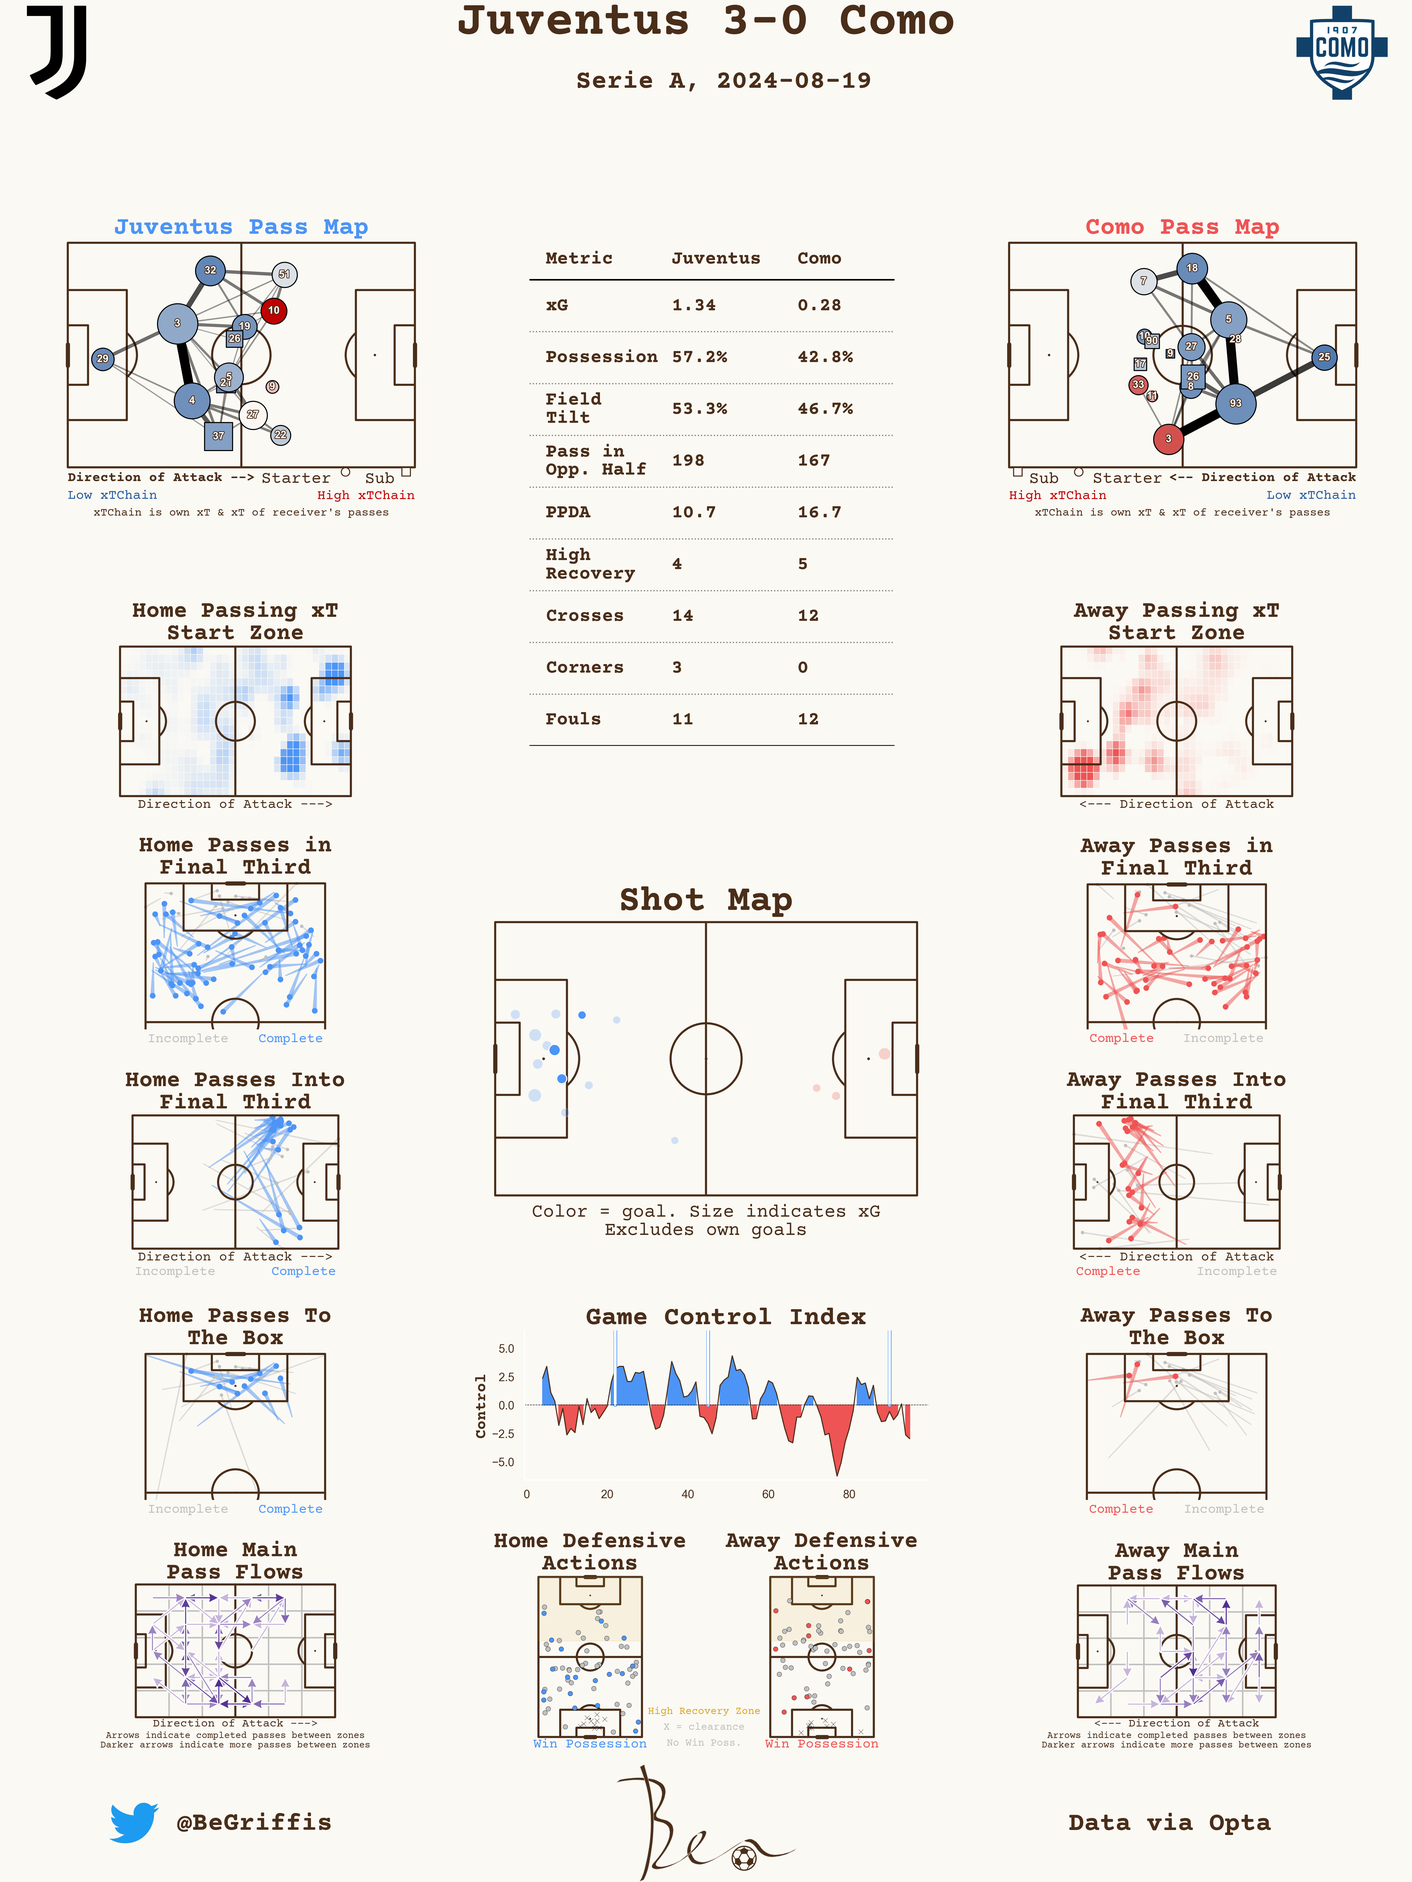 Juventus 3-0 Como
Serie A, 2024-08-19
1907
COMO
Juventus Pass Map
32
51
10
3
19
26
29
5
21
9
4
27
37
22
Direction of Attack --> Starter Sub
Low xTChain High xTChain
xTChain is own xT & xT of receiver's passes
Metric Juventus Como
xG 1.34 0.28
Possession 57.2% 42.8%
Field
Tilt 53.3% 46.7%
Pass in
Opp. Half 198 167
PPDA 10.7 16.7
High
Recovery 4 5
Crosses 14 12
Corners 3 0
Fouls 11 12
Como Pass Map
18
7
5
28
90
27
9
25
17
26
33
8
11
93
3
Sub Starter <-- Direction of Attack
High xTChain Low xTChain
xTChain is own xT & xT of receiver's passes
Home Passing xT
Start Zone
Direction of Attack --->
Away Passing xT
Start Zone
<--- Direction of Attack
Home Passes in
Final Third
Incomplete Complete
Away Passes in
Final Third
Complete Incomplete
Shot Map
Color = goal. Size indicates xG
Excludes own goals
Home Passes Into
Final Third
Direction of Attack --->
Incomplete Complete
Away Passes Into
Final Third
<--- Direction of Attack
Complete Incomplete
Home Passes To
The Box
Incomplete Complete
Game Control Index
Control
5.0
2.5
0.0
−2.5
−5.0
0 20 40 60 80
Away Passes To
The Box
Complete Incomplete
Home Main
Pass Flows
Direction of Attack --->
Arrows indicate completed passes between zones
Darker arrows indicate more passes between zones
Home Defensive
Actions
Win Possession
Away Defensive
Actions
Win Possession
High Recovery Zone
X = clearance
No Win Poss.
Away Main
Pass Flows
<--- Direction of Attack
Arrows indicate completed passes between zones
Darker arrows indicate more passes between zones
@BeGriffis
Ben
Data via Opta